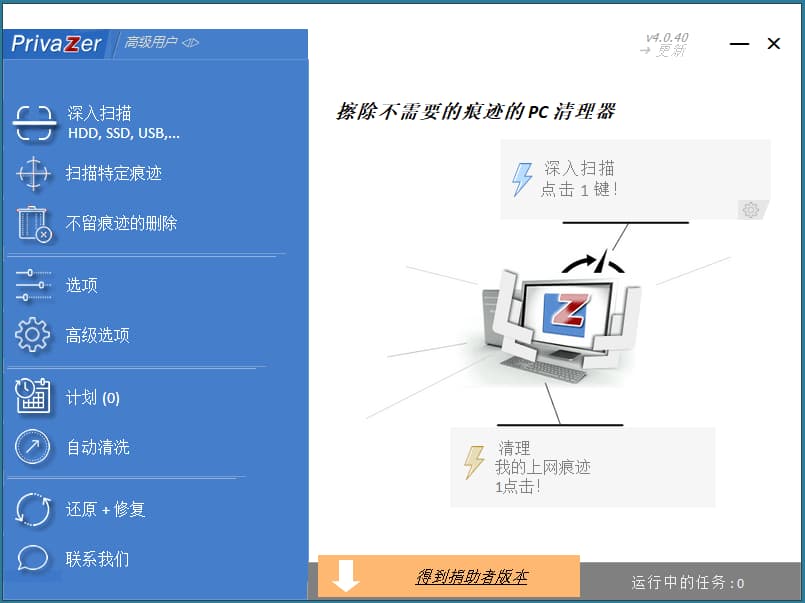 PrivaZer
高级用户
v4.0.40
→ 更新
深入扫描
HDD, SSD, USB,...
扫描特定痕迹
不留痕迹的删除
选项
高级选项
计划 (0)
自动清洗
还原 + 修复
联系我们
擦除不需要的痕迹的 PC 清理器
深入扫描
点击 1 键!
Z
清理
我的上网痕迹
1点击!
得到捐助者版本
运行中的任务 : 0